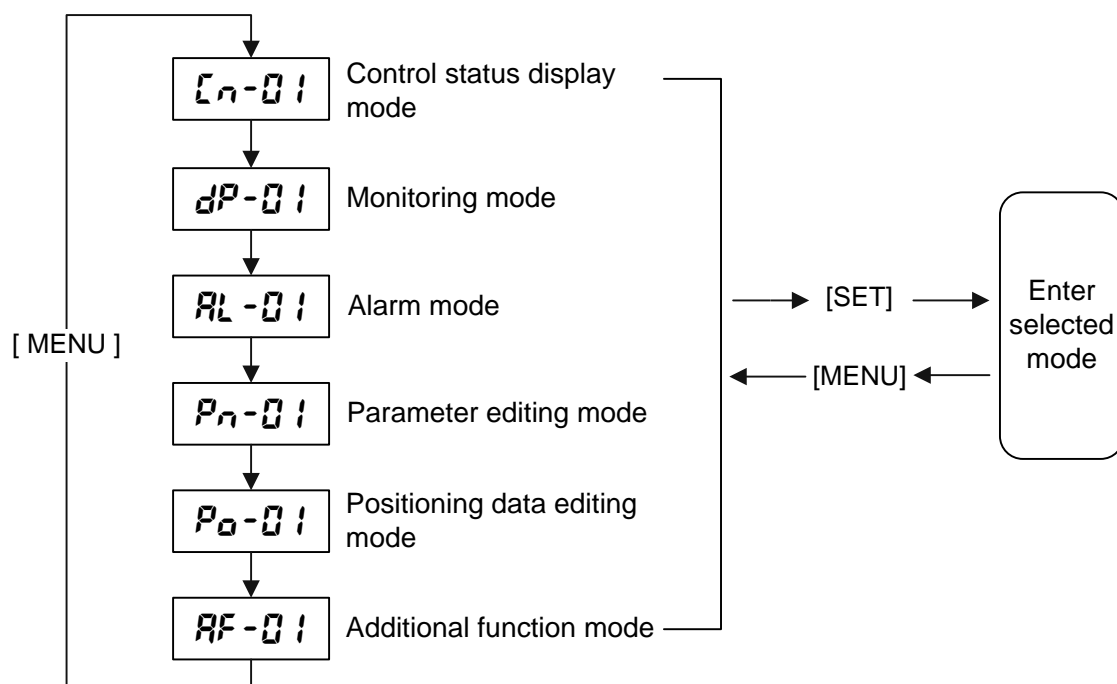 Cn-01
Control status display
mode
dP-01
Monitoring mode
AL-01
Alarm mode
[ MENU ]
Pn-01
Parameter editing mode
Po-01
Positioning data editing
mode
AF-01
Additional function mode
[SET]
[MENU]
Enter
selected
mode